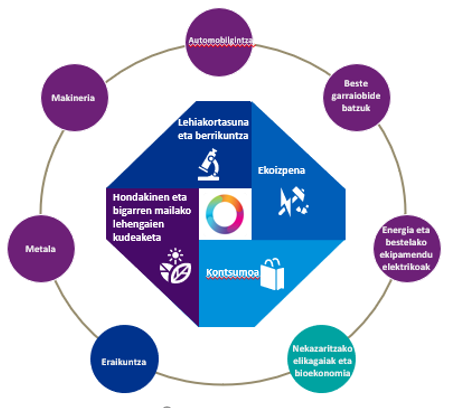 Automobilgintza
Makineria
Beste
garraiobide
batzuk
Lehiakortasuna
eta berrikuntza
Ekoizpena
Hondakinen eta
bigarren mailako
lehengaien
kudeaketa
Metala
Energia eta
bestelako
ekipamendu
elektrikoak
Kontsumoa
Eraikuntza
Nekazaritzako
elikagaiak eta
bioekonomia